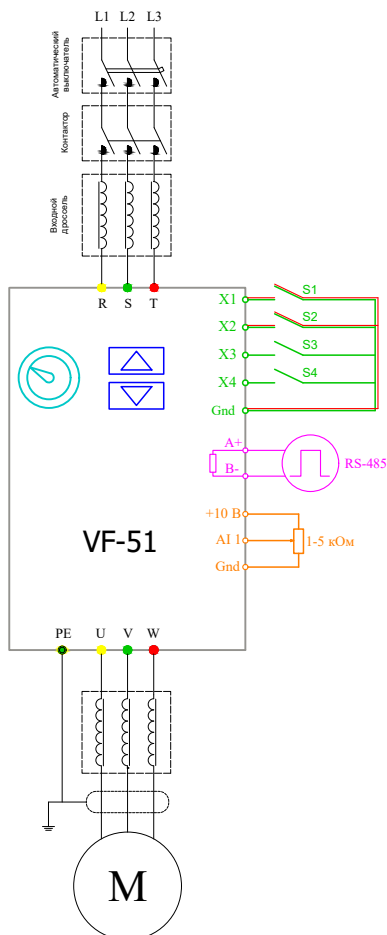 L1 L2 L3
Автоматический
выключатель
Контактор
Входной
дроссель
R S T
X1 S1
X2 S2
X3 S3
X4 S4
Gnd
A+
B-
RS-485
+10 В
AI 1
1-5 кОм
Gnd
VF-51
PE U V W
M